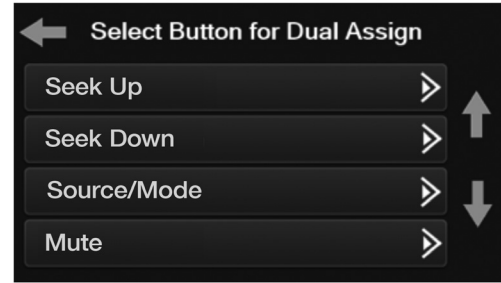 Select Button for Dual Assign
Seek Up
Seek Down
Source/Mode
Mute